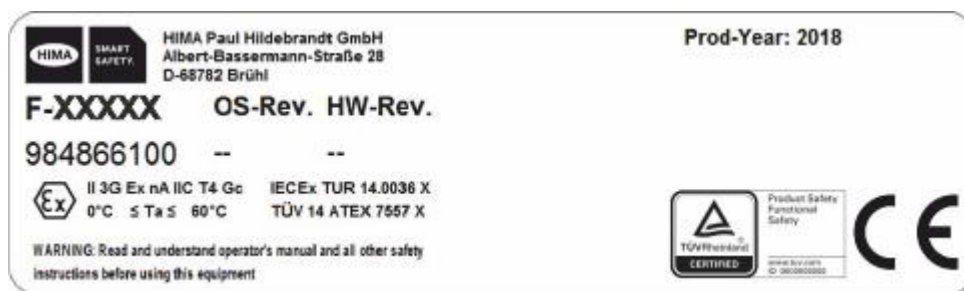 HIMA
SMART
SAFETY.
HIMA Paul Hildebrandt GmbH
Albert-Bassermann-Straße 28
D-68782 Brühl
Prod-Year: 2018
F-XXXXX OS-Rev. HW-Rev.
984866100 -- --
Ex II 3G Ex nA IIC T4 Gc IECEx TUR 14.0036 X
0°C ≤ Ta ≤ 60°C TÜV 14 ATEX 7557 X
WARNING: Read and understand operator's manual and all other safety
instructions before using this equipment
TÜVRheinland
CERTIFIED
Product Safety
Functional
Safety
www.tuv.com
ID 0000000000
CE